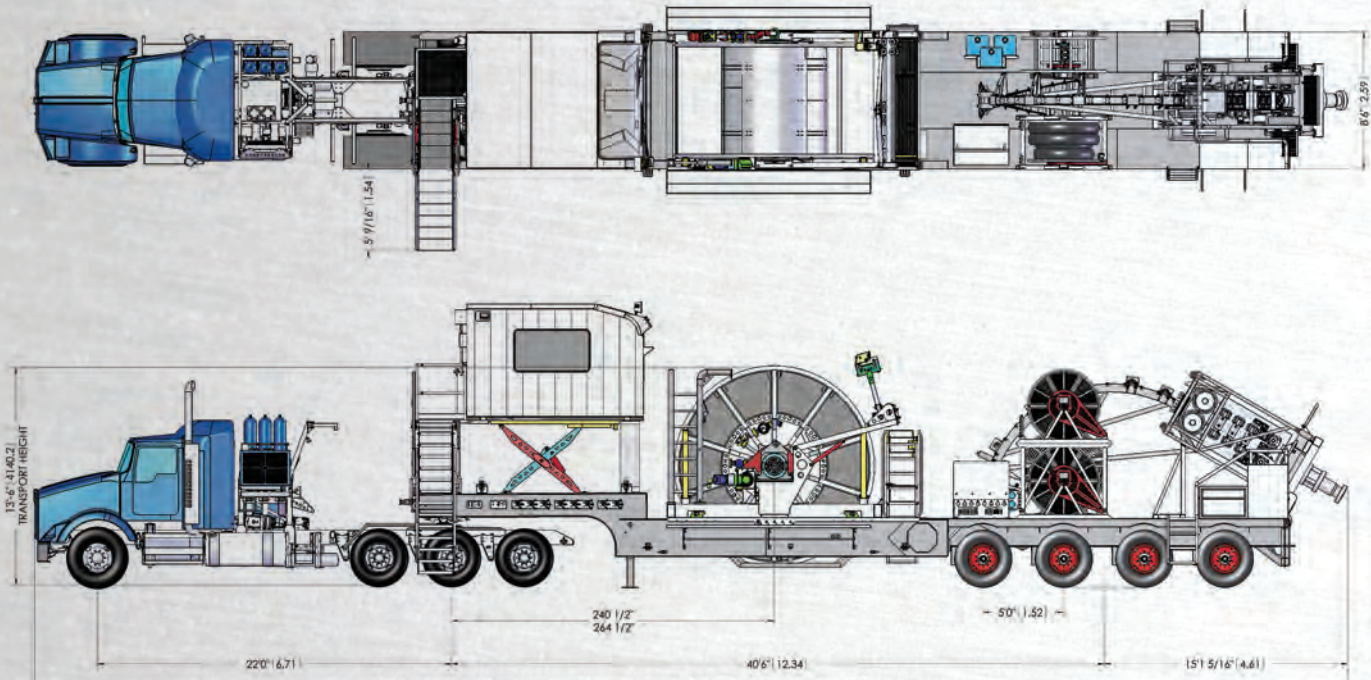 8'6" 2.59
5' 9/16" (1.54)
13'-6" [4140.2]
TRANSPORT HEIGHT
240 1/2"
264 1/2"
5'0" (1.52)
22'0" (6.71)
40'6" (12.34)
15'1 5/16" (4.61)